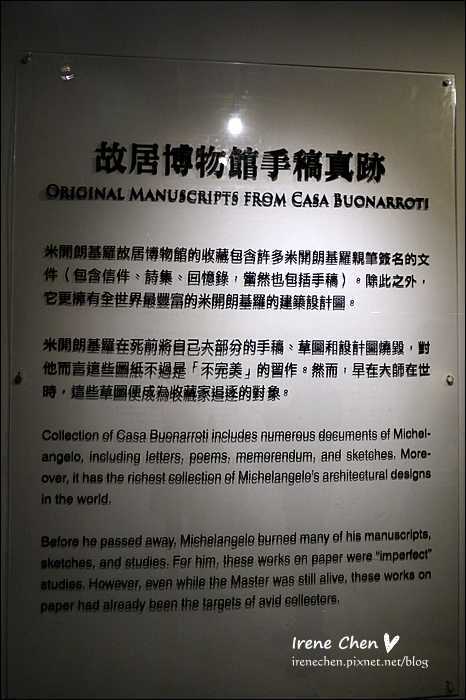 故居博物館手稿真跡
ORIGINAL MANUSCRIPTS FROM CASA BUONARROTI
米開朗基羅故居博物館的收藏包含許多米開朗基羅親筆簽名的文
件（包含信件、詩集、回憶錄，當然也包括手稿）。除此之外，
它更擁有全世界最豐富的米開朗基羅的建築設計圖。
米開朗基羅在死前將自己大部分的手稿、草圖和設計圖燒毀，對
他而言這些圖紙不過是「不完美」的習作。然而，早在大師在世
時，這些草圖便成為收藏家追逐的對象。
Collection of Casa Buonarroti includes numerous documents of Michel-
angelo, including letters, poems, memorendum, and sketches. More-
over, it has the richest collection of Michelangelo's architectural designs
in the world.
Before he passed away, Michelangelo burned many of his manuscripts,
sketches, and studies. For him, these works on paper were "imperfect"
studies. However, even while the Master was still alive, these works on
paper had already been the targets of avid collectors.
Irene Chen
irenechen.pixnet.net/blog